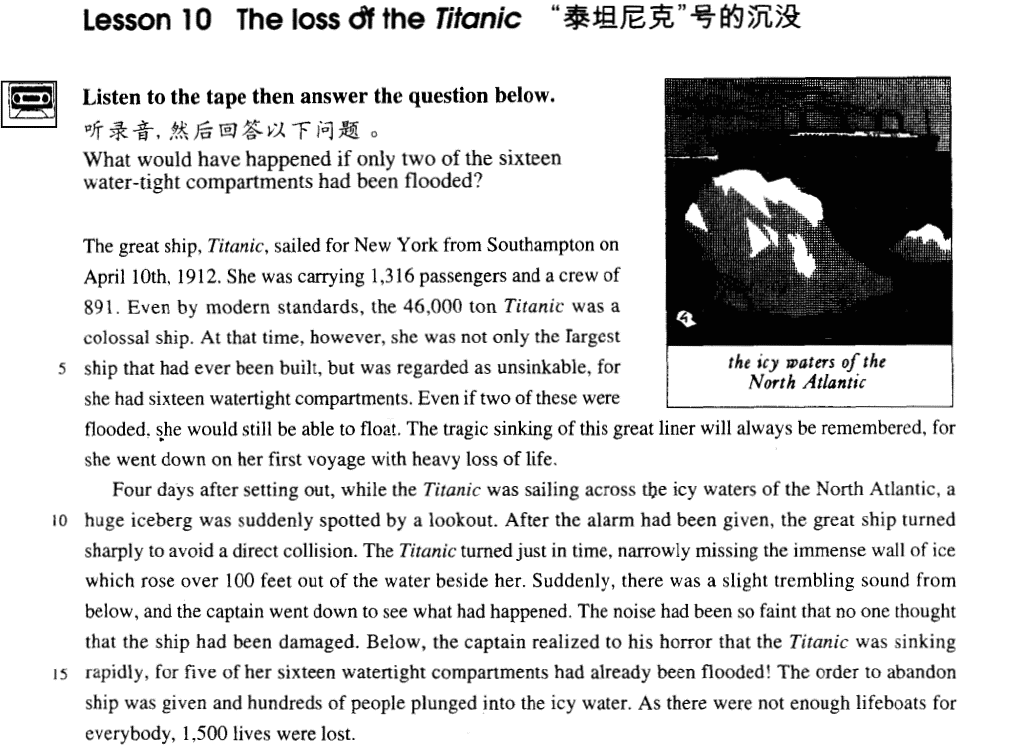 Lesson 10 The loss of the Titanic “泰坦尼克”号的沉没
Listen to the tape then answer the question below.
听录音，然后回答以下问题。
What would have happened if only two of the sixteen
water-tight compartments had been flooded?
The great ship, Titanic, sailed for New York from Southampton on
April 10th, 1912. She was carrying 1,316 passengers and a crew of
891. Even by modern standards, the 46,000 ton Titanic was a
colossal ship. At that time, however, she was not only the largest
5 ship that had ever been built, but was regarded as unsinkable, for
she had sixteen watertight compartments. Even if two of these were
flooded, she would still be able to float. The tragic sinking of this great liner will always be remembered, for
she went down on her first voyage with heavy loss of life.
Four days after setting out, while the Titanic was sailing across the icy waters of the North Atlantic, a
10 huge iceberg was suddenly spotted by a lookout. After the alarm had been given, the great ship turned
sharply to avoid a direct collision. The Titanic turned just in time, narrowly missing the immense wall of ice
which rose over 100 feet out of the water beside her. Suddenly, there was a slight trembling sound from
below, and the captain went down to see what had happened. The noise had been so faint that no one thought
that the ship had been damaged. Below, the captain realized to his horror that the Titanic was sinking
15 rapidly, for five of her sixteen watertight compartments had already been flooded! The order to abandon
ship was given and hundreds of people plunged into the icy water. As there were not enough lifeboats for
everybody, 1,500 lives were lost.
the icy waters of the
North Atlantic